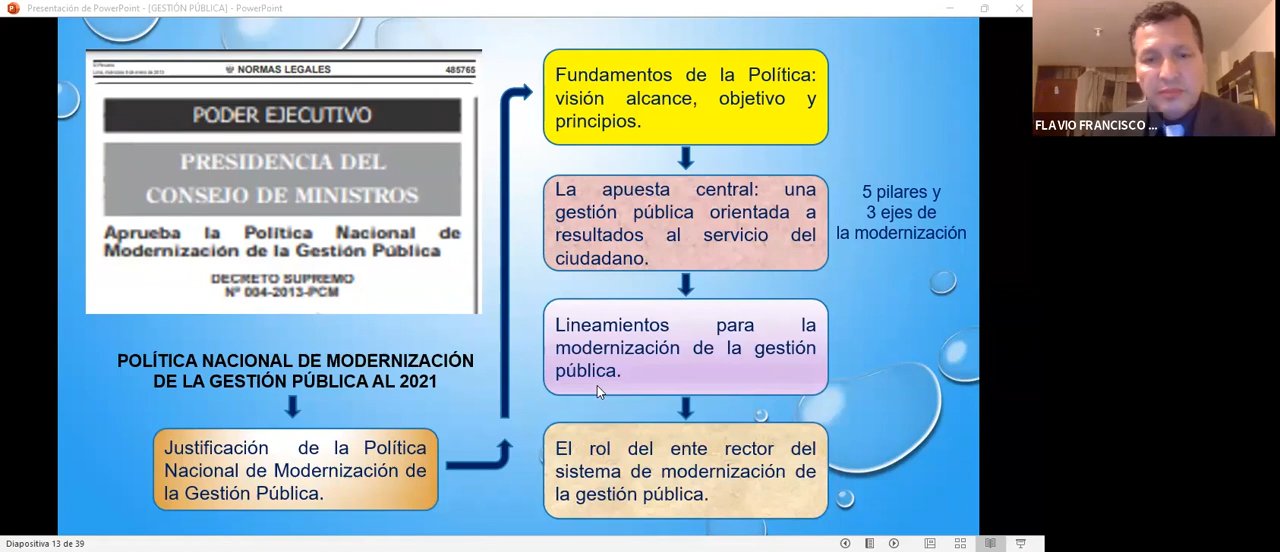 Presentación de PowerPoint - [GESTIÓN PÚBLICA] - PowerPoint
NORMAS LEGALES
485765
PODER EJECUTIVO
PRESIDENCIA DEL
CONSEJO DE MINISTROS
Aprueba la Política Nacional de
Modernización de la Gestión Pública
DECRETO SUPREMO
Nº 004-2013-PCM
POLÍTICA NACIONAL DE MODERNIZACIÓN
DE LA GESTIÓN PÚBLICA AL 2021
Justificación de la Política
Nacional de Modernización de
la Gestión Pública.
Fundamentos de la Política:
visión alcance, objetivo y
principios.
La apuesta central: una
gestión pública orientada a
resultados al servicio del
ciudadano.
5 pilares y
3 ejes de
la modernización
Lineamientos para la
modernización de la gestión
pública.
El rol del ente rector del
sistema de modernización de
la gestión pública.
FLAVIO FRANCISCO ...
Diapositiva 13 de 39